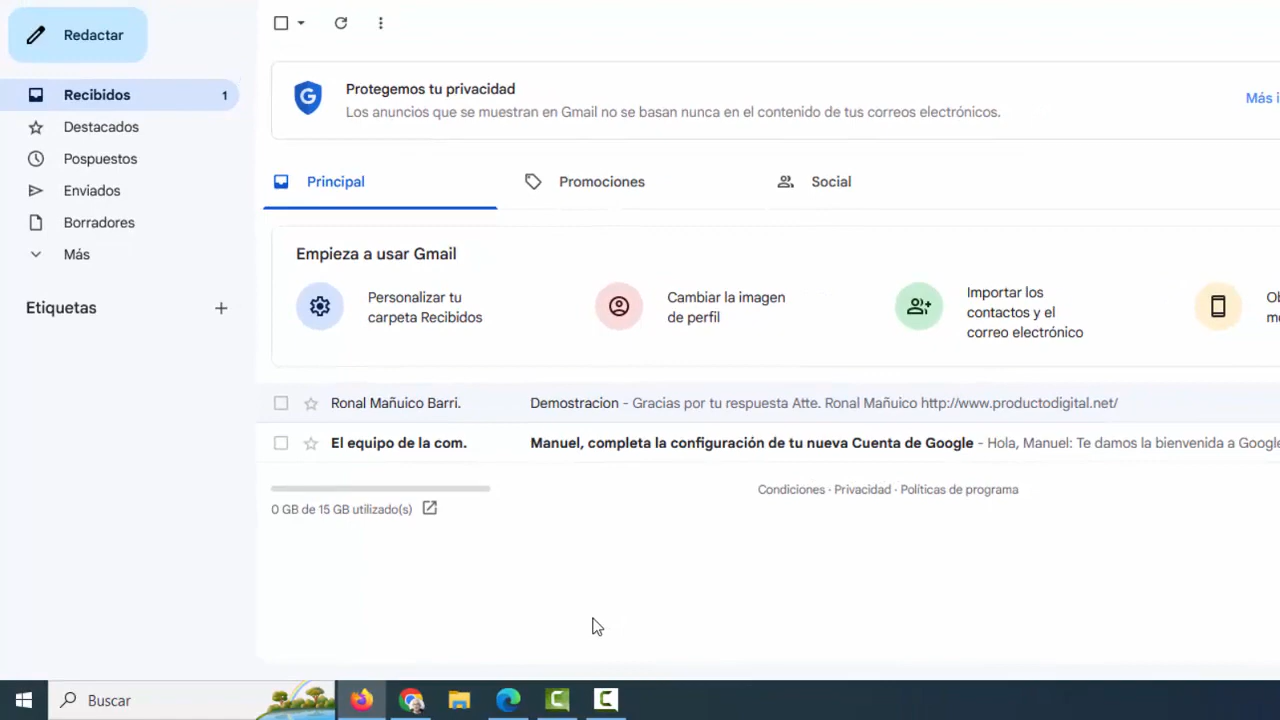 Redactar
Recibidos 1
Destacados
Pospuestos
Enviados
Borradores
Más
Etiquetas
Protegemos tu privacidad
Más i
Los anuncios que se muestran en Gmail no se basan nunca en el contenido de tus correos electrónicos.
Principal Promociones Social
Empieza a usar Gmail
Personalizar tu
carpeta Recibidos
Cambiar la imagen
de perfil
Importar los
contactos y el
correo electrónico
Ronal Mañuico Barri. Demostracion - Gracias por tu respuesta Atte. Ronal Mañuico http://www.productodigital.net/
El equipo de la com. Manuel, completa la configuración de tu nueva Cuenta de Google - Hola, Manuel: Te damos la bienvenida a Google
0 GB de 15 GB utilizado(s)
Condiciones · Privacidad · Políticas de programa
Buscar